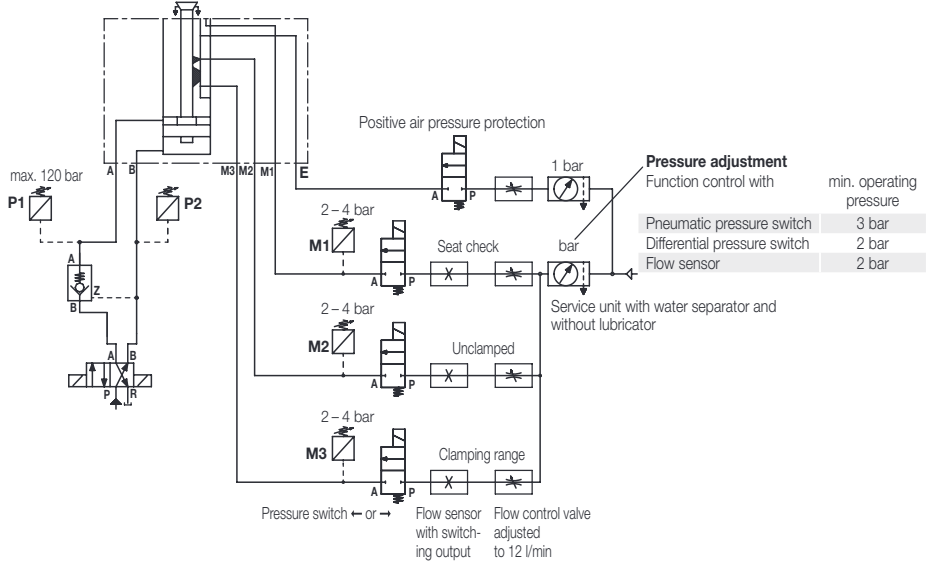 A B M3 M2 M1 E
max. 120 bar
P1
P2
A
Z
B
A B
P R
Positive air pressure protection
A P
1 bar
Pressure adjustment
Function control with
min. operating
pressure
Pneumatic pressure switch 3 bar
Differential pressure switch 2 bar
Flow sensor 2 bar
2 – 4 bar
M1
A P
Seat check
bar
Service unit with water separator and
without lubricator
2 – 4 bar
M2
A P
Unclamped
2 – 4 bar
M3
A P
Clamping range
Pressure switch ← or →
Flow sensor
with switch-
ing output
Flow control valve
adjusted
to 12 l/min